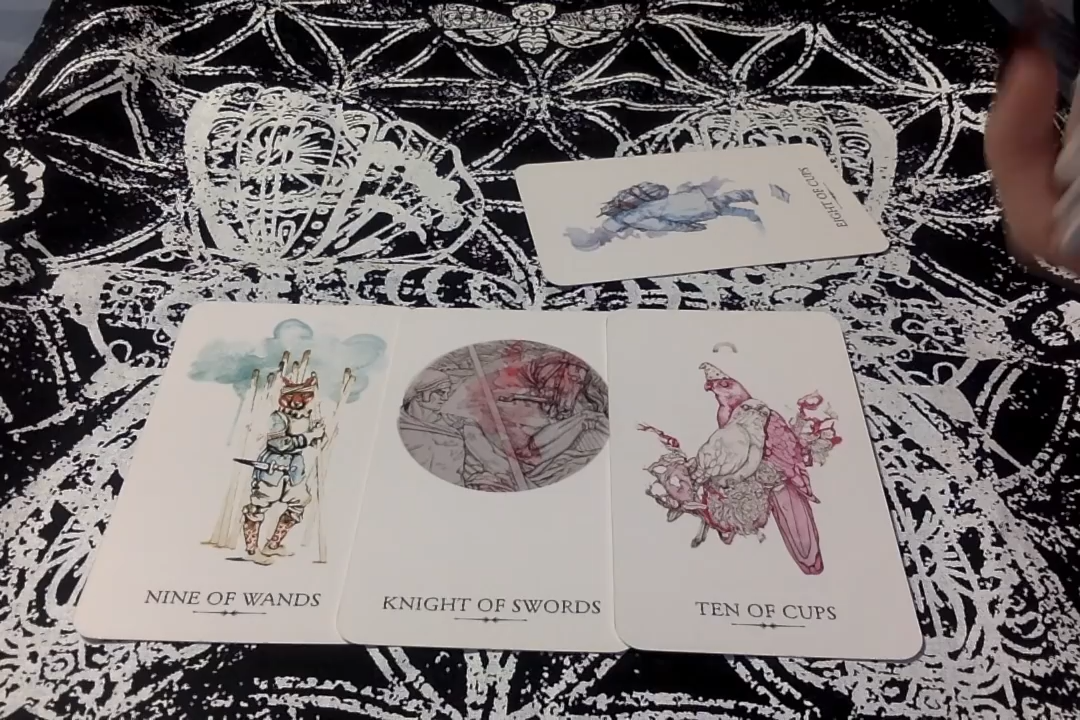 EIGHT OF CUPS
NINE OF WANDS
KNIGHT OF SWORDS
TEN OF CUPS